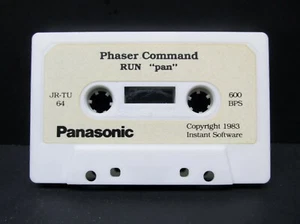 Phaser Command
RUN "pan"
JR-TU
64
600
BPS
Panasonic
Copyright 1983
Instant Software